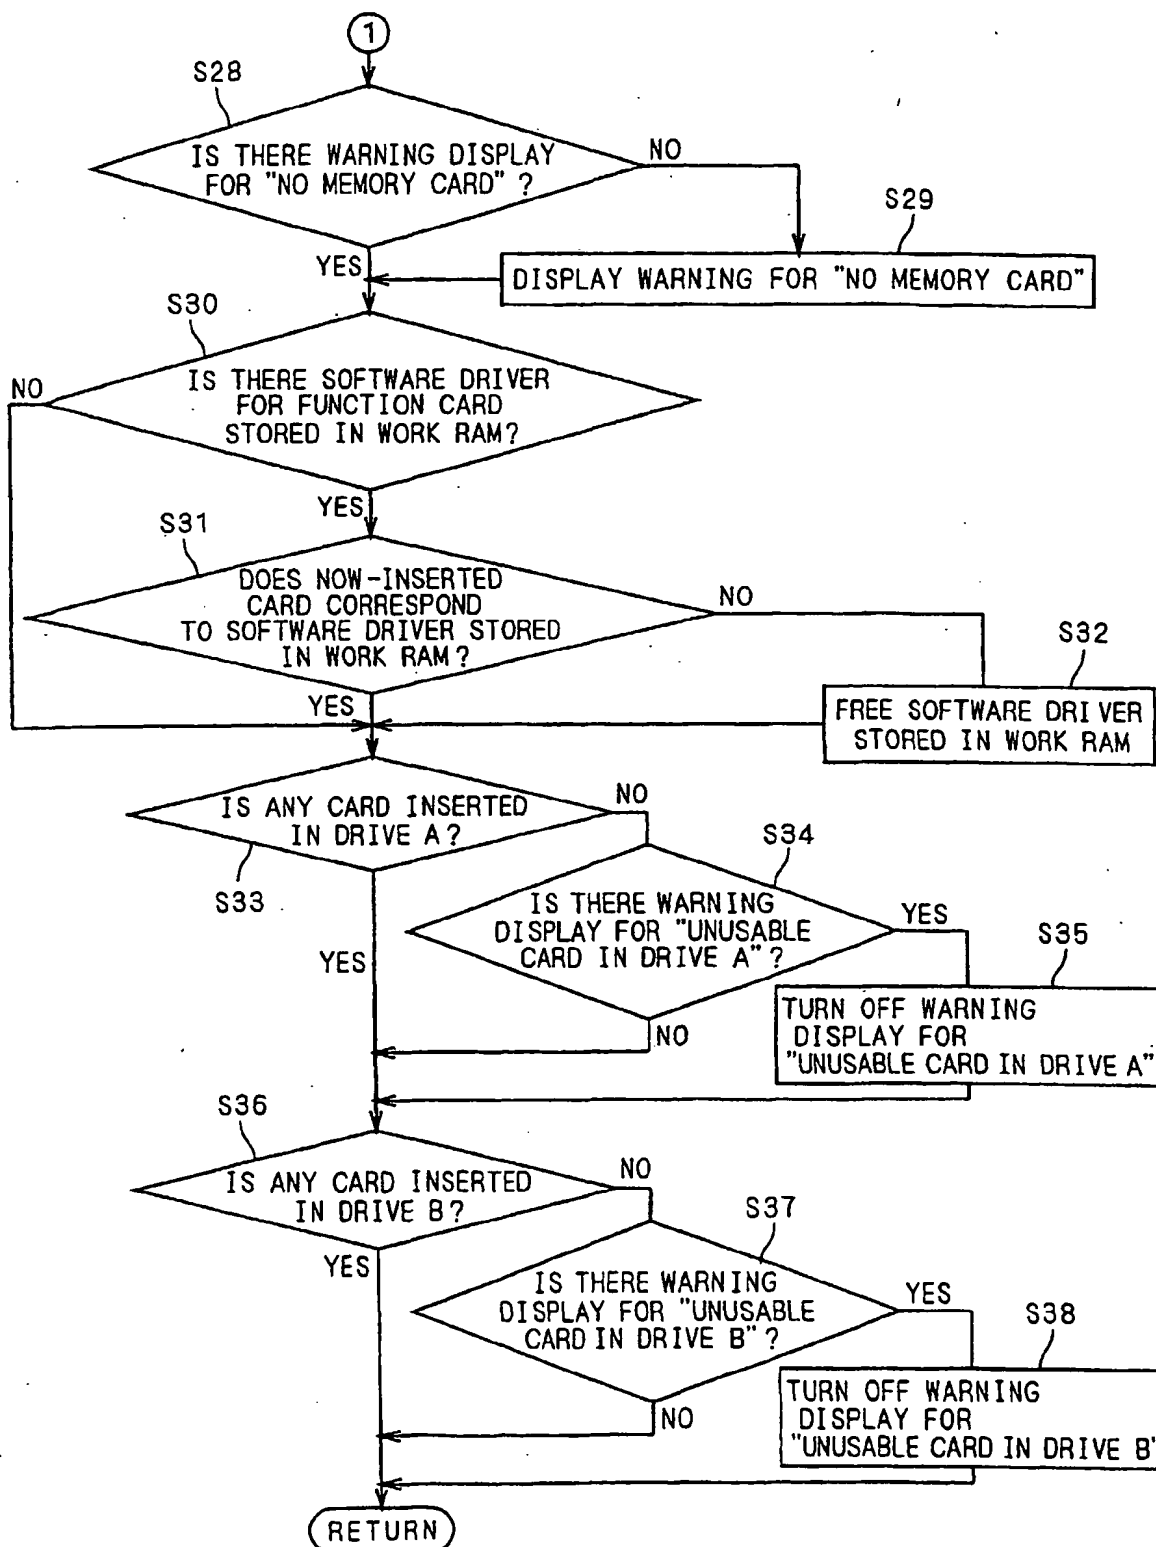 1
S28
IS THERE WARNING DISPLAY
FOR "NO MEMORY CARD" ?
NO
S29
YES
DISPLAY WARNING FOR "NO MEMORY CARD"
S30
NO
IS THERE SOFTWARE DRIVER
FOR FUNCTION CARD
STORED IN WORK RAM?
YES
S31
DOES NOW-INSERTED
CARD CORRESPOND
TO SOFTWARE DRIVER STORED
IN WORK RAM?
NO
S32
YES
FREE SOFTWARE DRIVER
STORED IN WORK RAM
IS ANY CARD INSERTED
IN DRIVE A?
NO
S33
S34
IS THERE WARNING
DISPLAY FOR "UNUSABLE
CARD IN DRIVE A" ?
YES
S35
YES
TURN OFF WARNING
DISPLAY FOR
"UNUSABLE CARD IN DRIVE A"
NO
S36
IS ANY CARD INSERTED
IN DRIVE B?
NO
S37
YES
IS THERE WARNING
DISPLAY FOR "UNUSABLE
CARD IN DRIVE B" ?
YES
S38
TURN OFF WARNING
DISPLAY FOR
"UNUSABLE CARD IN DRIVE B"
NO
RETURN